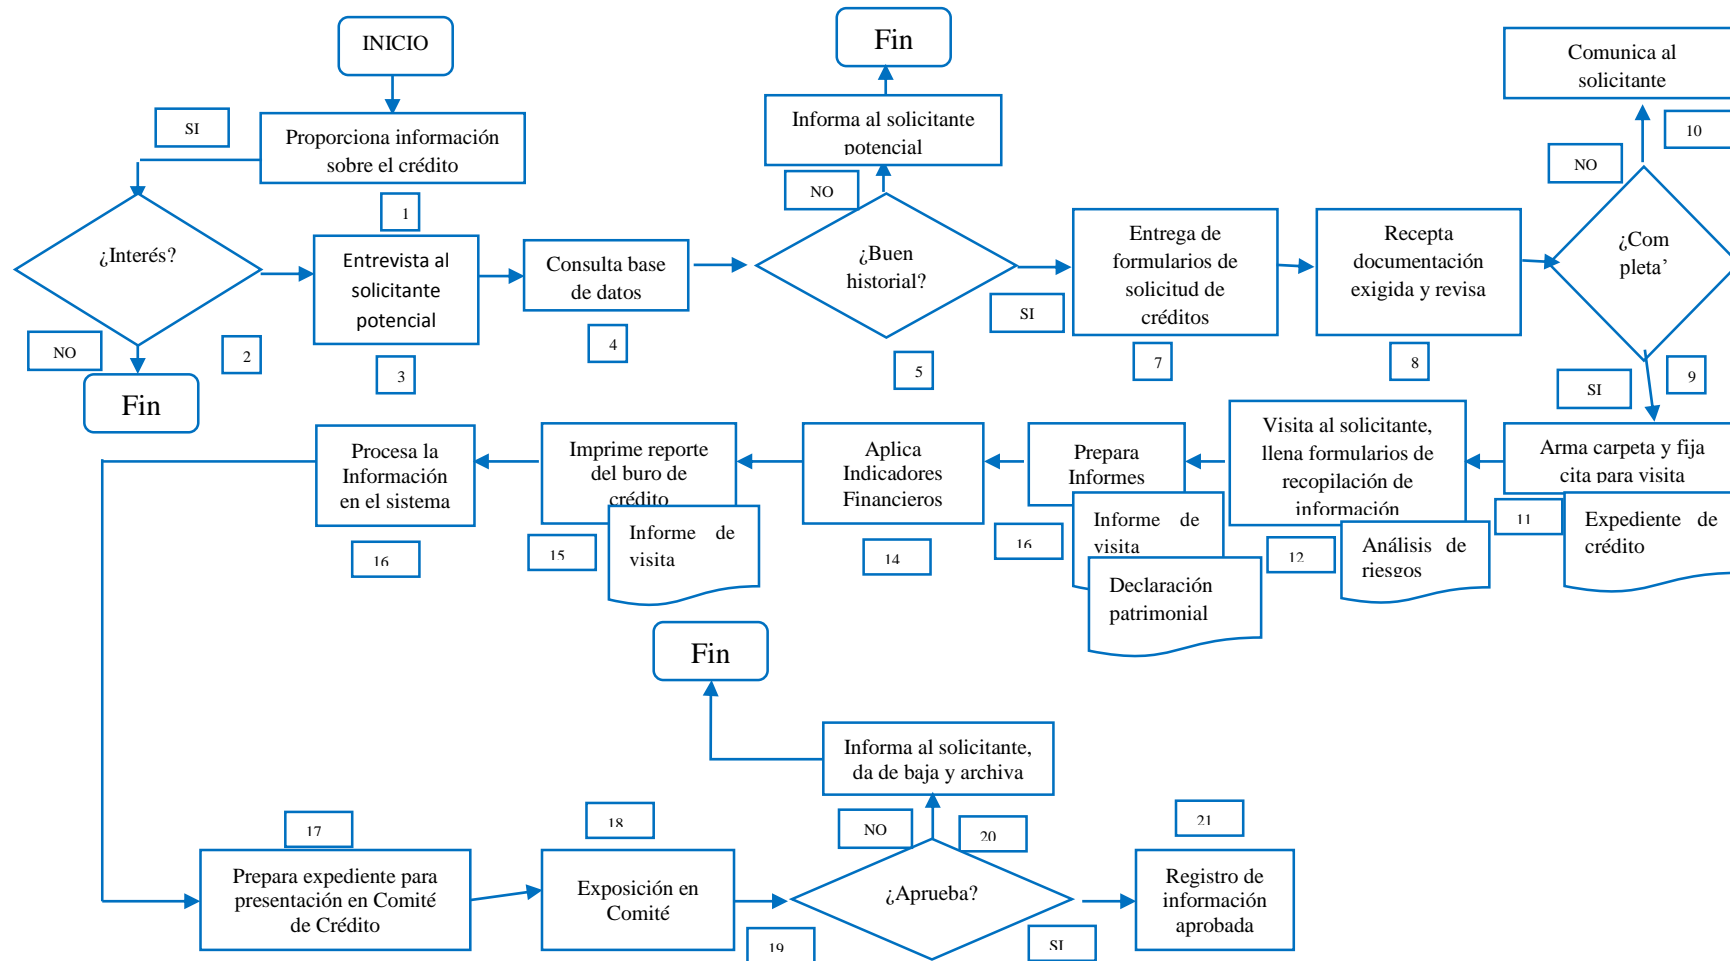 INICIO
Fin
Comunica al
solicitante
SI
Proporciona información
sobre el crédito
Informa al solicitante
potencial
10
NO
NO
1
¿Interés?
Entrevista al
solicitante
potencial
Consulta base
de datos
¿Buen
historial?
Entrega de
formularios de
solicitud de
créditos
Recepta
documentación
exigida y revisa
¿Com
pleta’
SI
NO
2
3
4
5
7
8
9
SI
Fin
Procesa la
Información
en el sistema
Imprime reporte
del buro de
crédito
Aplica
Indicadores
Financieros
Prepara
Informes
Visita al solicitante,
llena formularios de
recopilación de
información
Arma carpeta y fija
cita para visita
16
15
Informe de
visita
14
16
Informe de
visita
Declaración
patrimonial
12
Análisis de
riesgos
11
Expediente de
crédito
Fin
Informa al solicitante,
da de baja y archiva
17
18
NO
20
21
Prepara expediente para
presentación en Comité
de Crédito
Exposición en
Comité
¿Aprueba?
Registro de
información
aprobada
19
SI